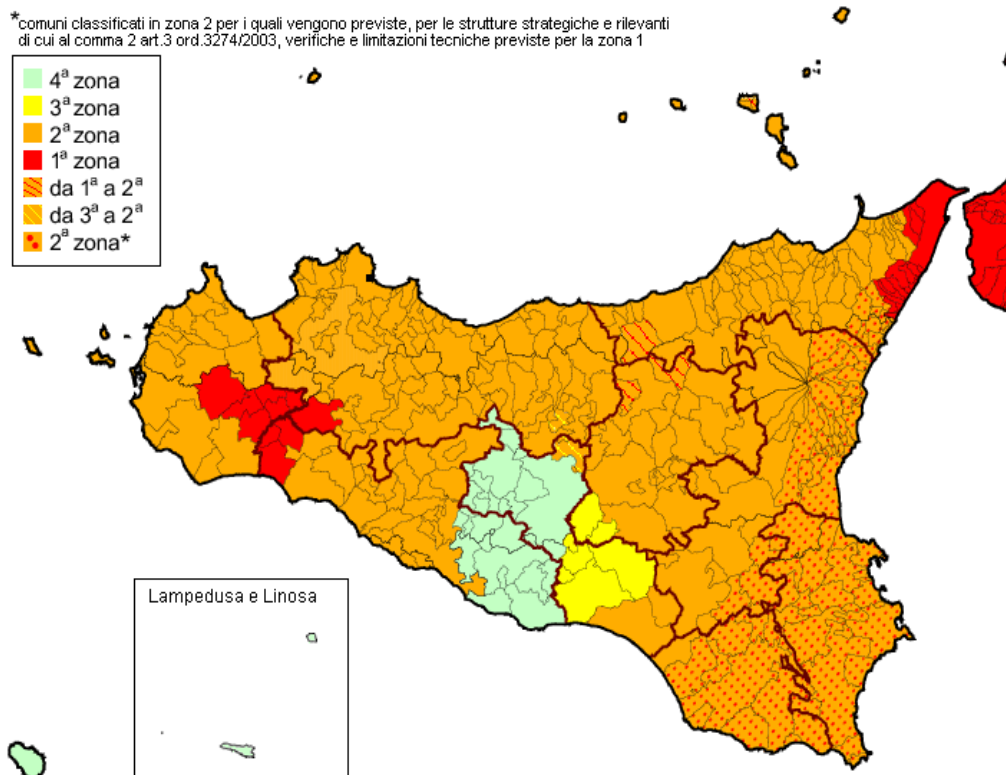 *comuni classificati in zona 2 per i quali vengono previste, per le strutture strategiche e rilevanti
di cui al comma 2 art.3 ord.3274/2003, verifiche e limitazioni tecniche previste per la zona 1
4ª zona
3ª zona
2ª zona
1ª zona
da 1ª a 2ª
da 3ª a 2ª
2ª zona*
Lampedusa e Linosa